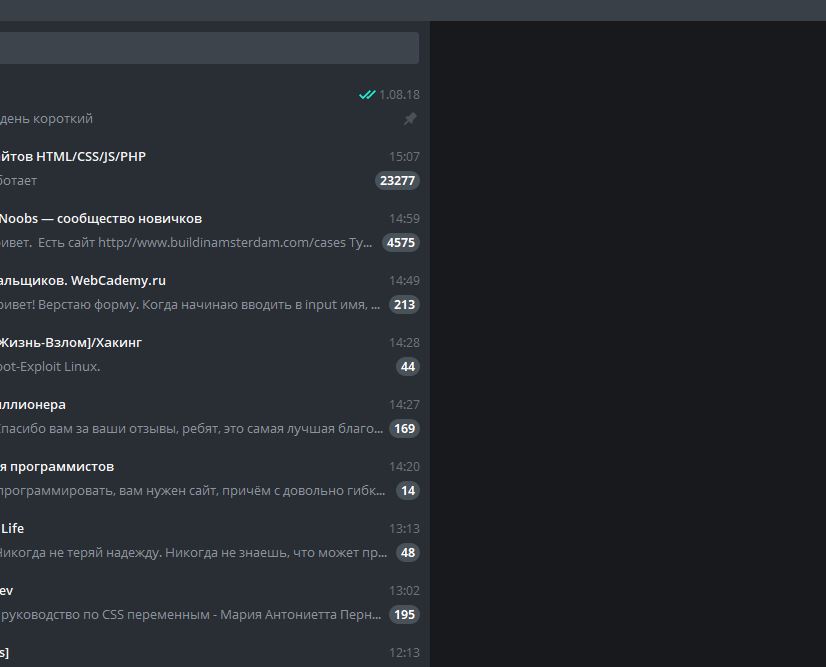 1.08.18
день короткий
йтов HTML/CSS/JS/PHP 15:07
ботает 23277
Noobs — сообщество новичков 14:59
ивет. Есть сайт http://www.buildinamsterdam.com/cases Ту... 4575
альщиков. WebCademy.ru 14:49
ривет! Верстаю форму. Когда начинаю вводить в input имя, ... 213
Жизнь-Взлом]/Хакинг 14:28
oot-Exploit Linux. 44
иллионера 14:27
Спасибо вам за ваши отзывы, ребят, это самая лучшая благо... 169
я программистов 14:20
программировать, вам нужен сайт, причём с довольно гибк... 14
Life 13:13
Никогда не теряй надежду. Никогда не знаешь, что может пр... 48
ev 13:02
руководство по CSS переменным - Мария Антониетта Перн... 195
s] 12:13